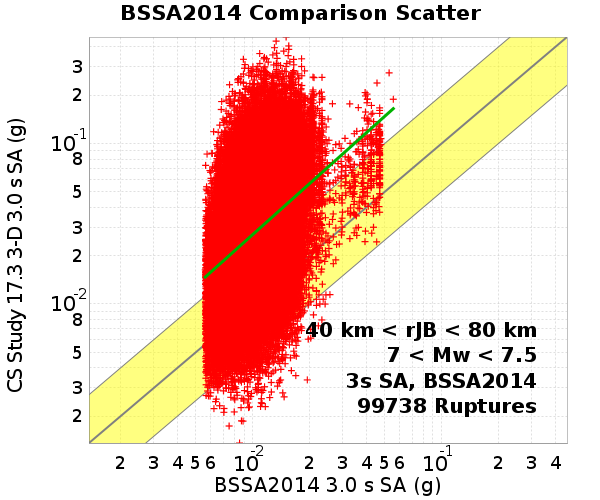 BSSA2014 Comparison Scatter
CS Study 17.3 3-D 3.0 s SA (g)
3
2
10-1
8
5
3
2
10-2
8
5
3
2
40 km < rJB < 80 km
7 < Mw < 7.5
3s SA, BSSA2014
99738 Ruptures
2 3 4 5 6 10-2 2 3 4 5 6 10-1 2 3 4
BSSA2014 3.0 s SA (g)